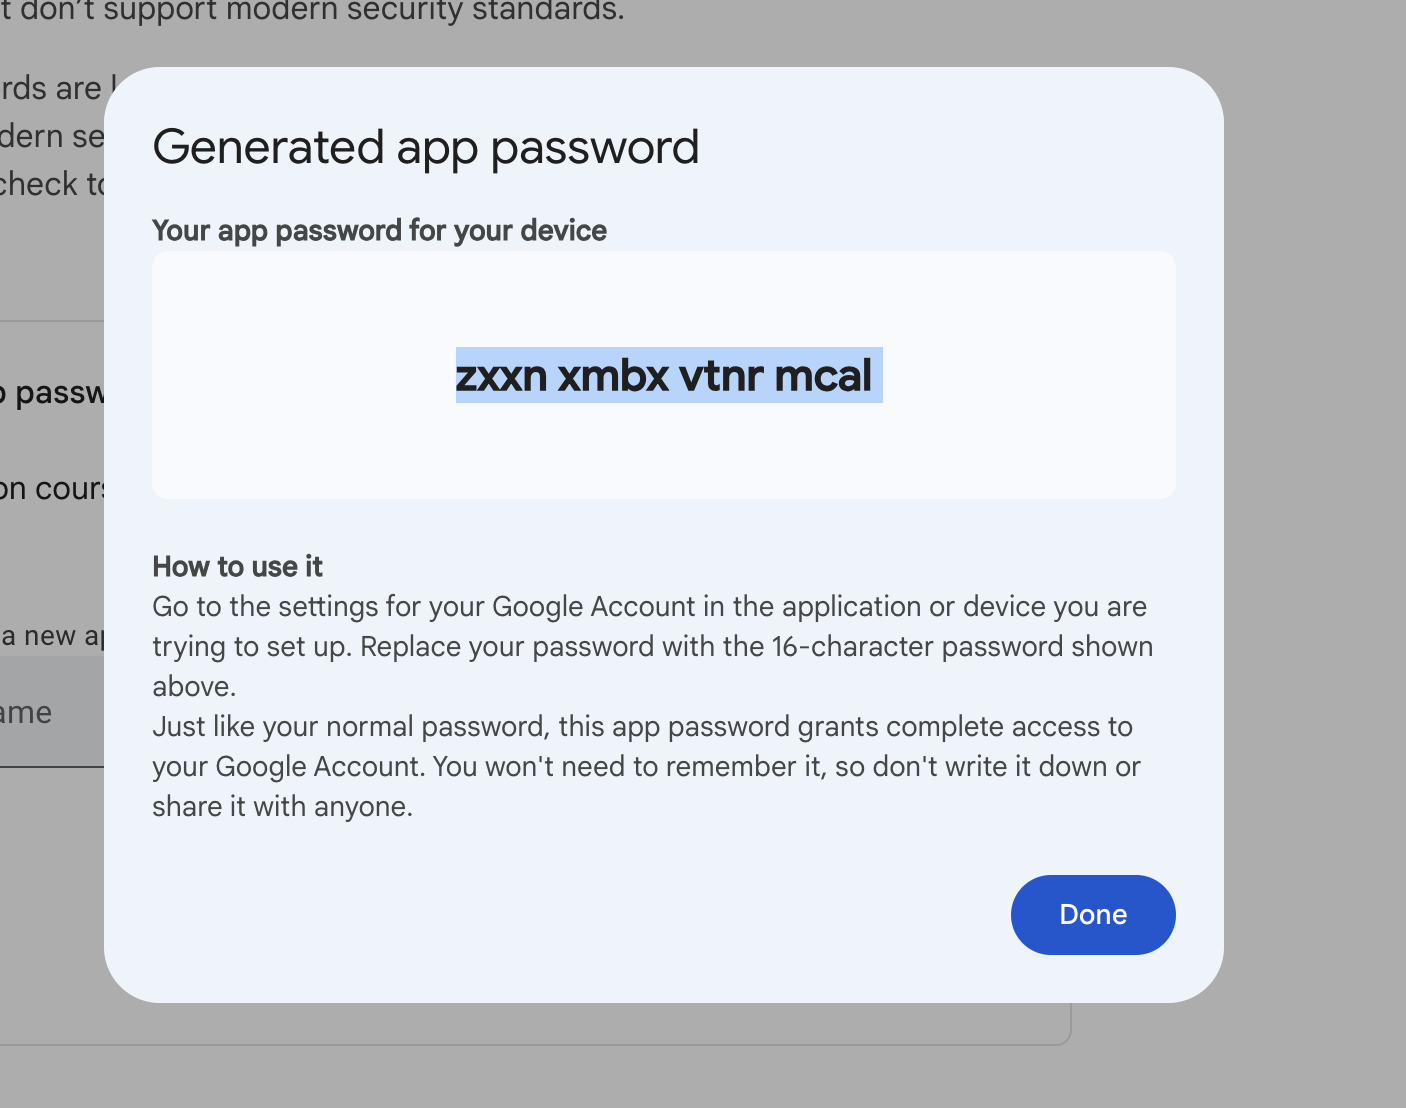 t don't support modern security standards.
rds are
dern se
check to
Generated app password
Your app password for your device
zxxn xmbx vtnr mcal
p passw
on cours
a new ap
ame
How to use it
Go to the settings for your Google Account in the application or device you are
trying to set up. Replace your password with the 16-character password shown
above.
Just like your normal password, this app password grants complete access to
your Google Account. You won't need to remember it, so don't write it down or
share it with anyone.
Done